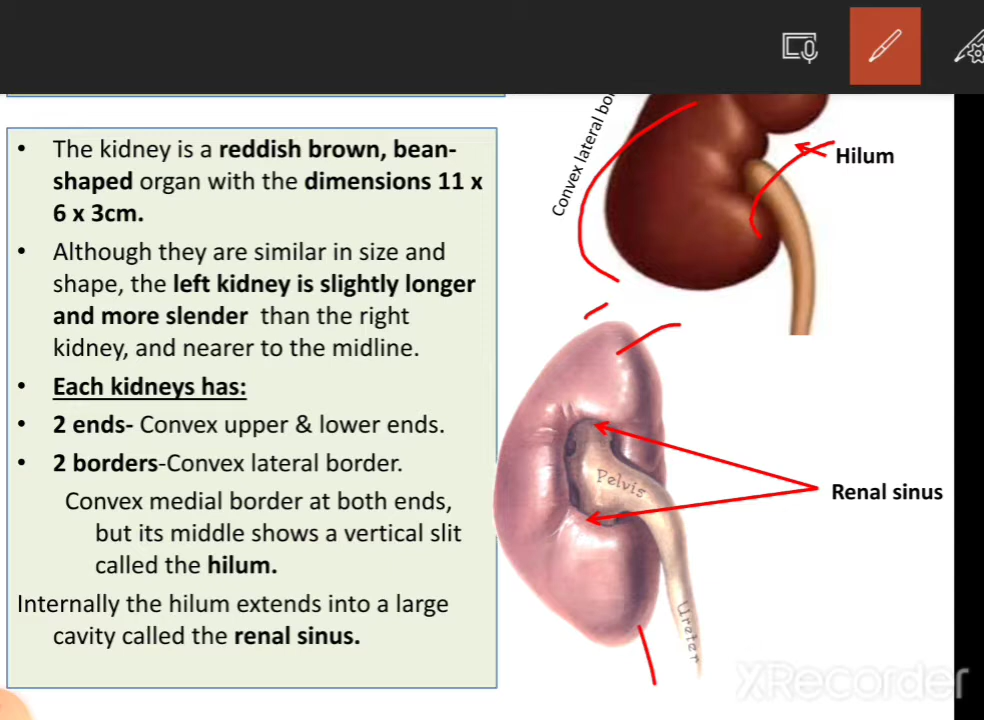 • The kidney is a reddish brown, bean-
shaped organ with the dimensions 11 x
6 x 3cm.
• Although they are similar in size and
shape, the left kidney is slightly longer
and more slender than the right
kidney, and nearer to the midline.
• Each kidneys has:
• 2 ends- Convex upper & lower ends.
• 2 borders-Convex lateral border.
Convex medial border at both ends,
but its middle shows a vertical slit
called the hilum.
Internally the hilum extends into a large
cavity called the renal sinus.
Convex lateral
Hilum
Pelvis
Renal sinus
Ureter
XRecorder